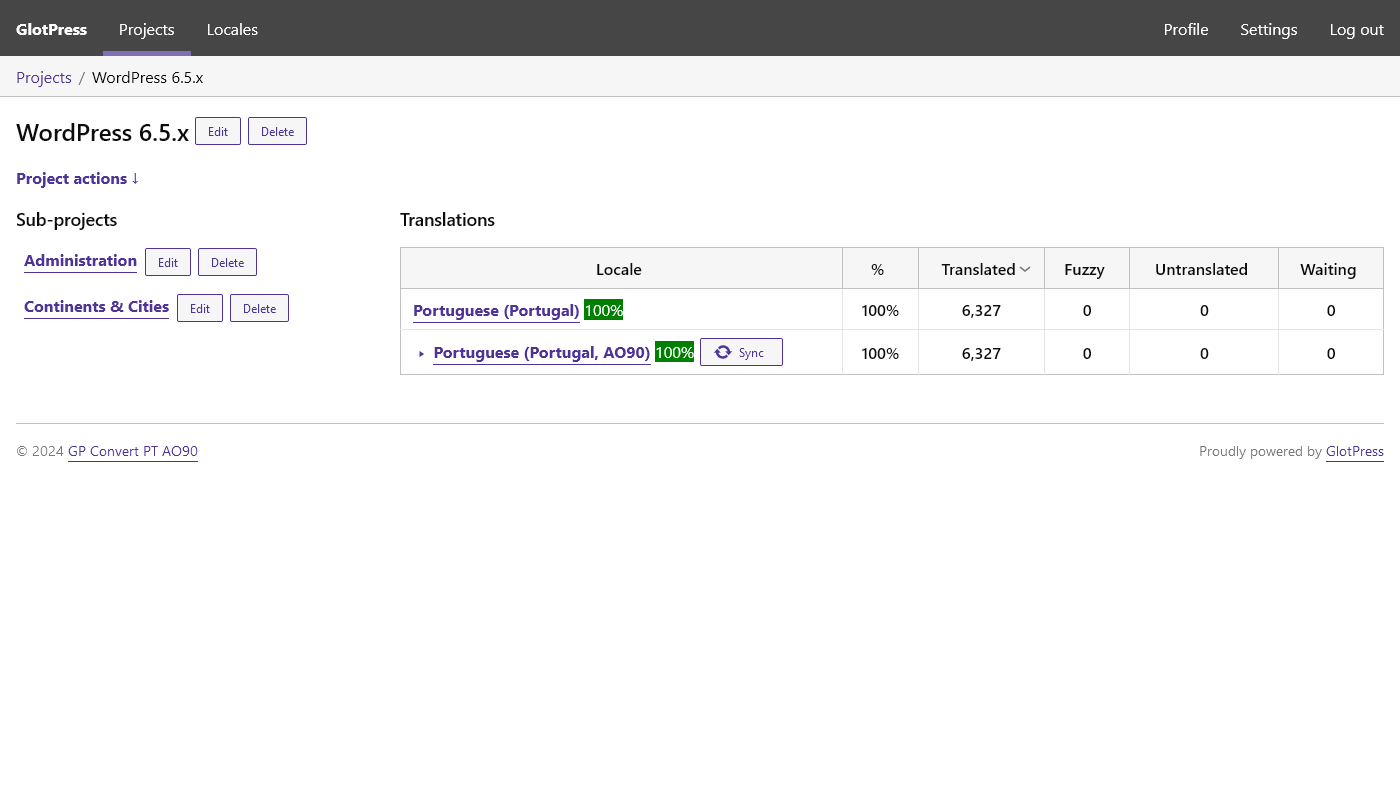 GlotPress Projects Locales Profile Settings Log out
Projects / WordPress 6.5.x
WordPress 6.5.x Edit Delete
Project actions ↓
Sub-projects
Administration Edit Delete
Continents & Cities Edit Delete
Translations
Locale % Translated Fuzzy Untranslated Waiting
Portuguese (Portugal) 100% 100% 6,327 0 0 0
Portuguese (Portugal, AO90) 100% Sync 100% 6,327 0 0 0
© 2024 GP Convert PT AO90 Proudly powered by GlotPress